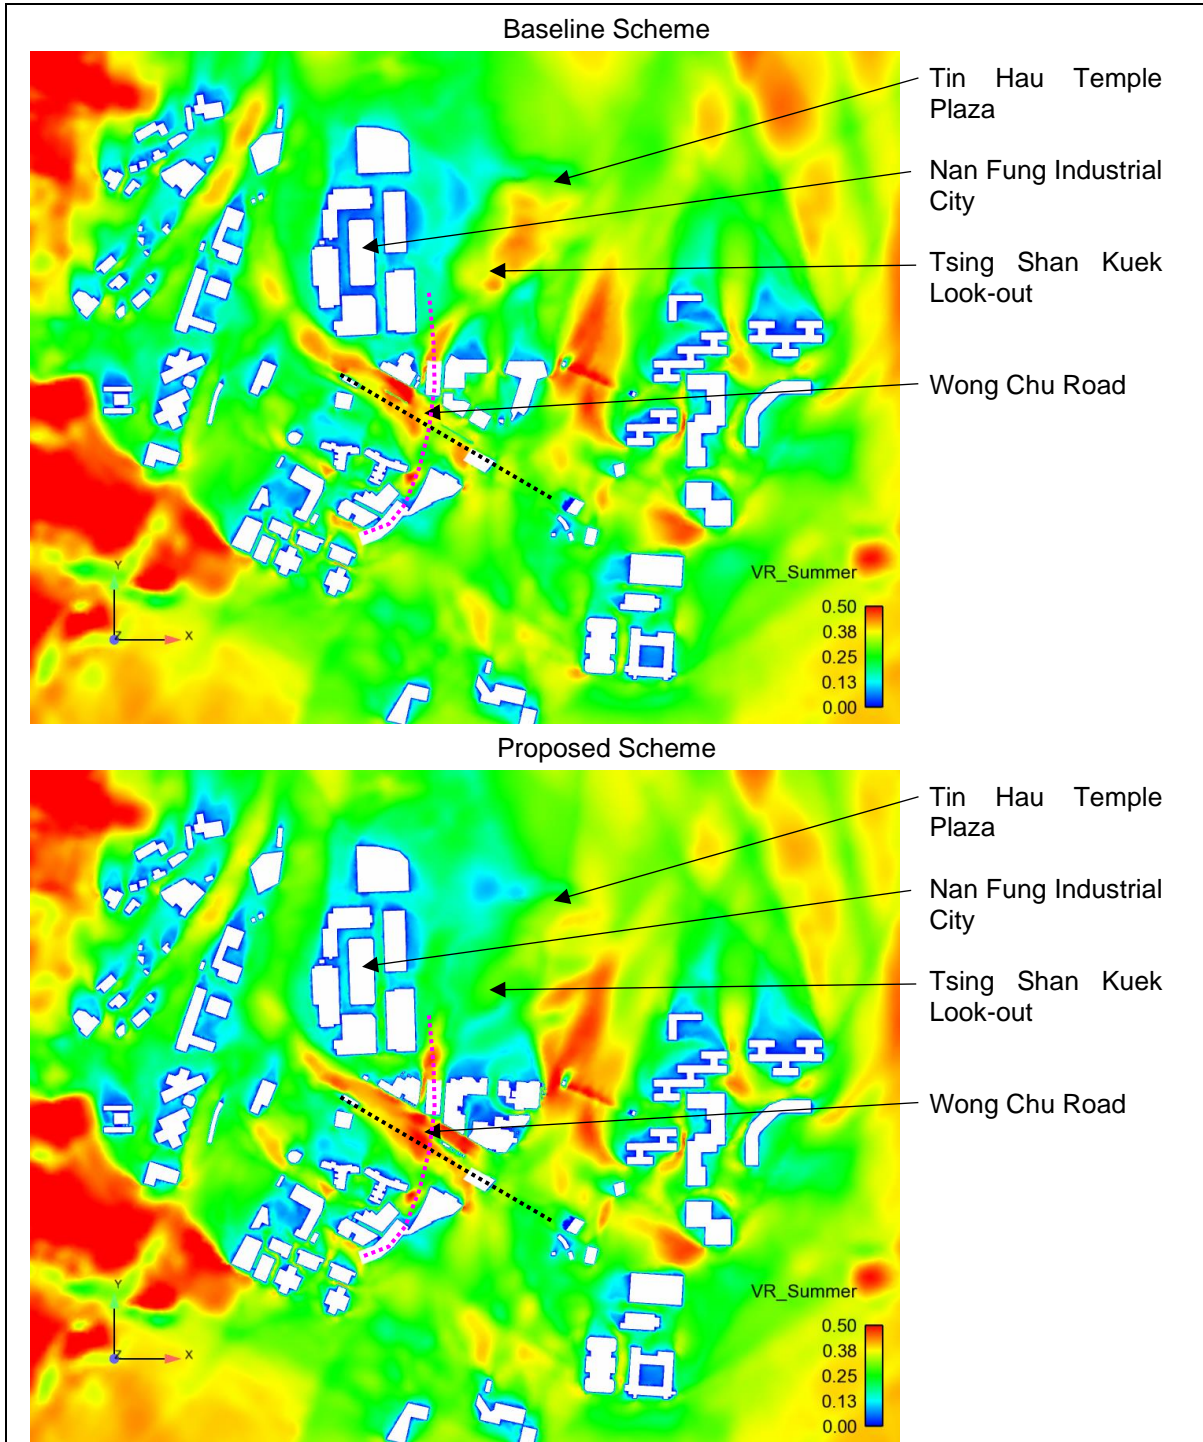 Baseline Scheme
Tin Hau Temple
Plaza
Nan Fung Industrial
City
Tsing Shan Kuek
Look-out
Wong Chu Road
VR_Summer
0.50
0.38
0.25
0.13
0.00
Y
Z
X
Proposed Scheme
Tin Hau Temple
Plaza
Nan Fung Industrial
City
Tsing Shan Kuek
Look-out
Wong Chu Road
VR_Summer
0.50
0.38
0.25
0.13
0.00
Y
Z
X